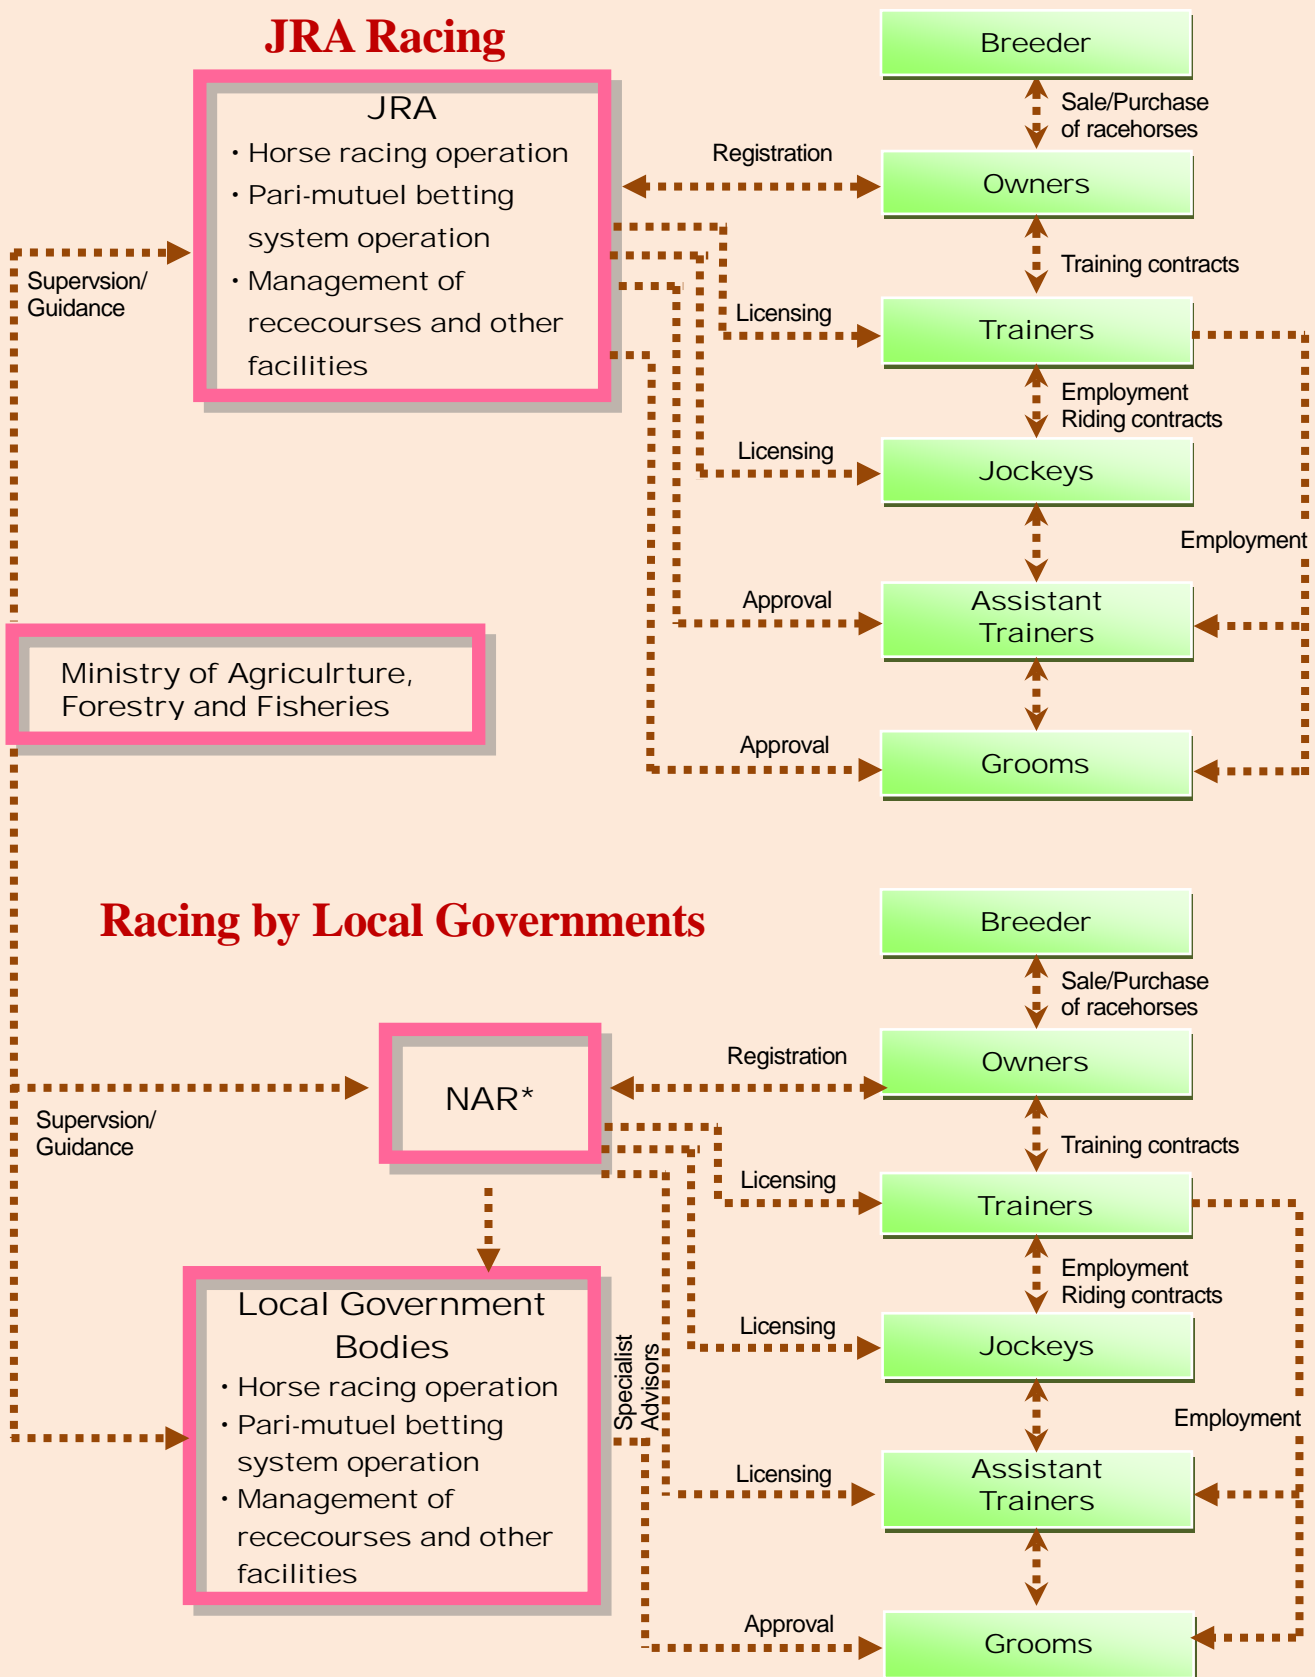 JRA Racing
JRA
・Horse racing operation
・Pari-mutuel betting
system operation
・Management of
rececourses and other
facilities
Supervsion/
Guidance
Registration
Licensing
Licensing
Approval
Approval
Breeder
Sale/Purchase
of racehorses
Owners
Training contracts
Trainers
Employment
Riding contracts
Jockeys
Employment
Assistant
Trainers
Grooms
Ministry of Agriculrture,
Forestry and Fisheries
Racing by Local Governments
NAR*
Supervsion/
Guidance
Local Government
Bodies
・Horse racing operation
・Pari-mutuel betting
system operation
・Management of
rececourses and other
facilities
Specialist
Advisors
Registration
Licensing
Licensing
Licensing
Approval
Breeder
Sale/Purchase
of racehorses
Owners
Training contracts
Trainers
Employment
Riding contracts
Jockeys
Employment
Assistant
Trainers
Grooms